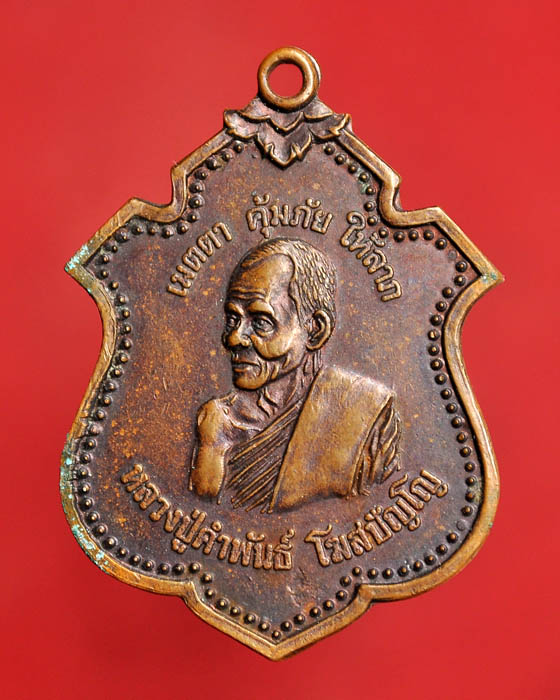 เมตตา คุ้มภัย ให้ลาภ
หลวงปู่คำพันธ์ โฆสปัญโญ